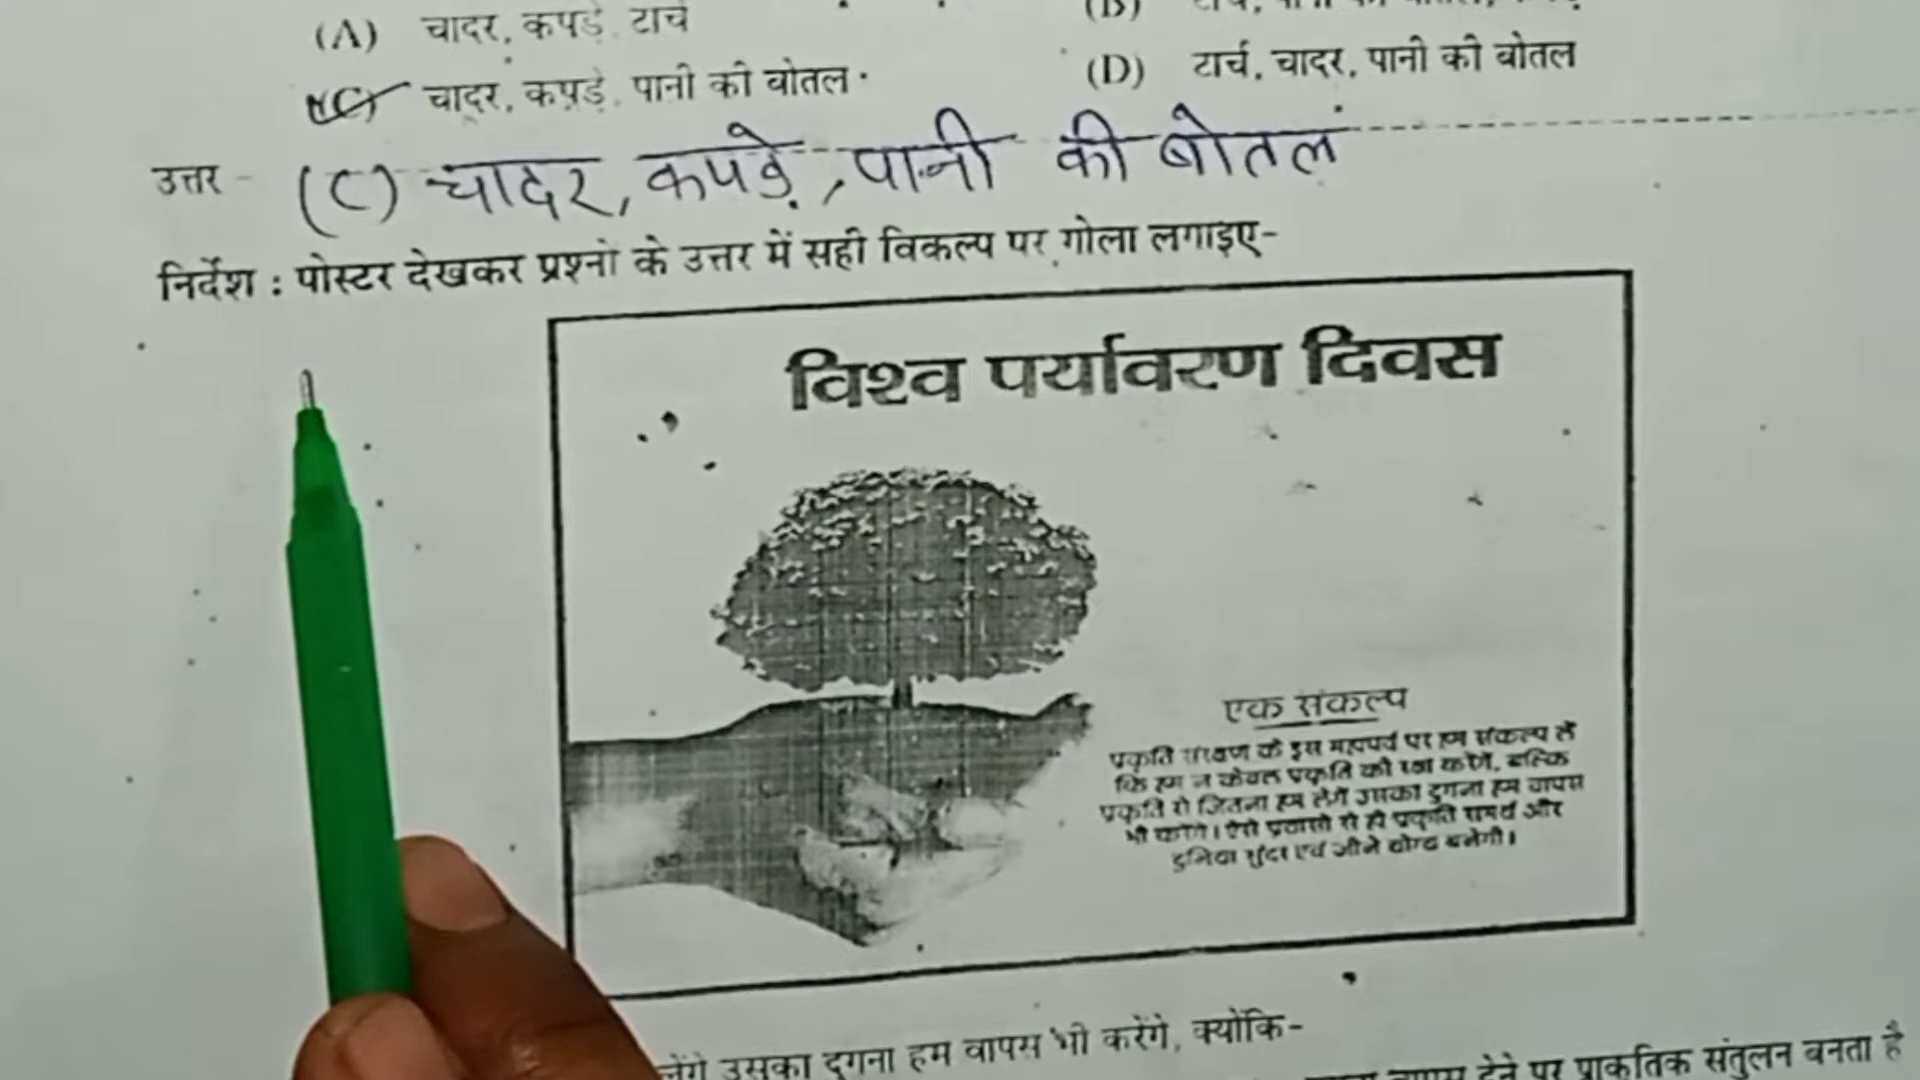 (A) चादर, कपड़े, टार्च
(B)
(C) चादर, कपड़े, पानी की बोतल
(D) टार्च, चादर, पानी की बोतल
उत्तर - (C) चादर, कपड़े, पानी की बोतल
निर्देश : पोस्टर देखकर प्रश्नों के उत्तर में सही विकल्प पर गोला लगाइए-
विश्व पर्यावरण दिवस
एक संकल्प
प्रकृति संरक्षण के इस महापर्व पर हम संकल्प लें
कि हम न केवल प्रकृति की रक्षा करेंगे, बल्कि
प्रकृति से जितना हम लेंगे उसका दुगना हम वापस
भी करेंगे। ऐसे प्रयासों से ही प्रकृति समर्थ और
दुनिया सुंदर एवं जीने योग्य बनेगी।
लेंगे उसका दुगना हम वापस भी करेंगे, क्योंकि-
वापस देने पर प्राकृतिक संतुलन बनता है